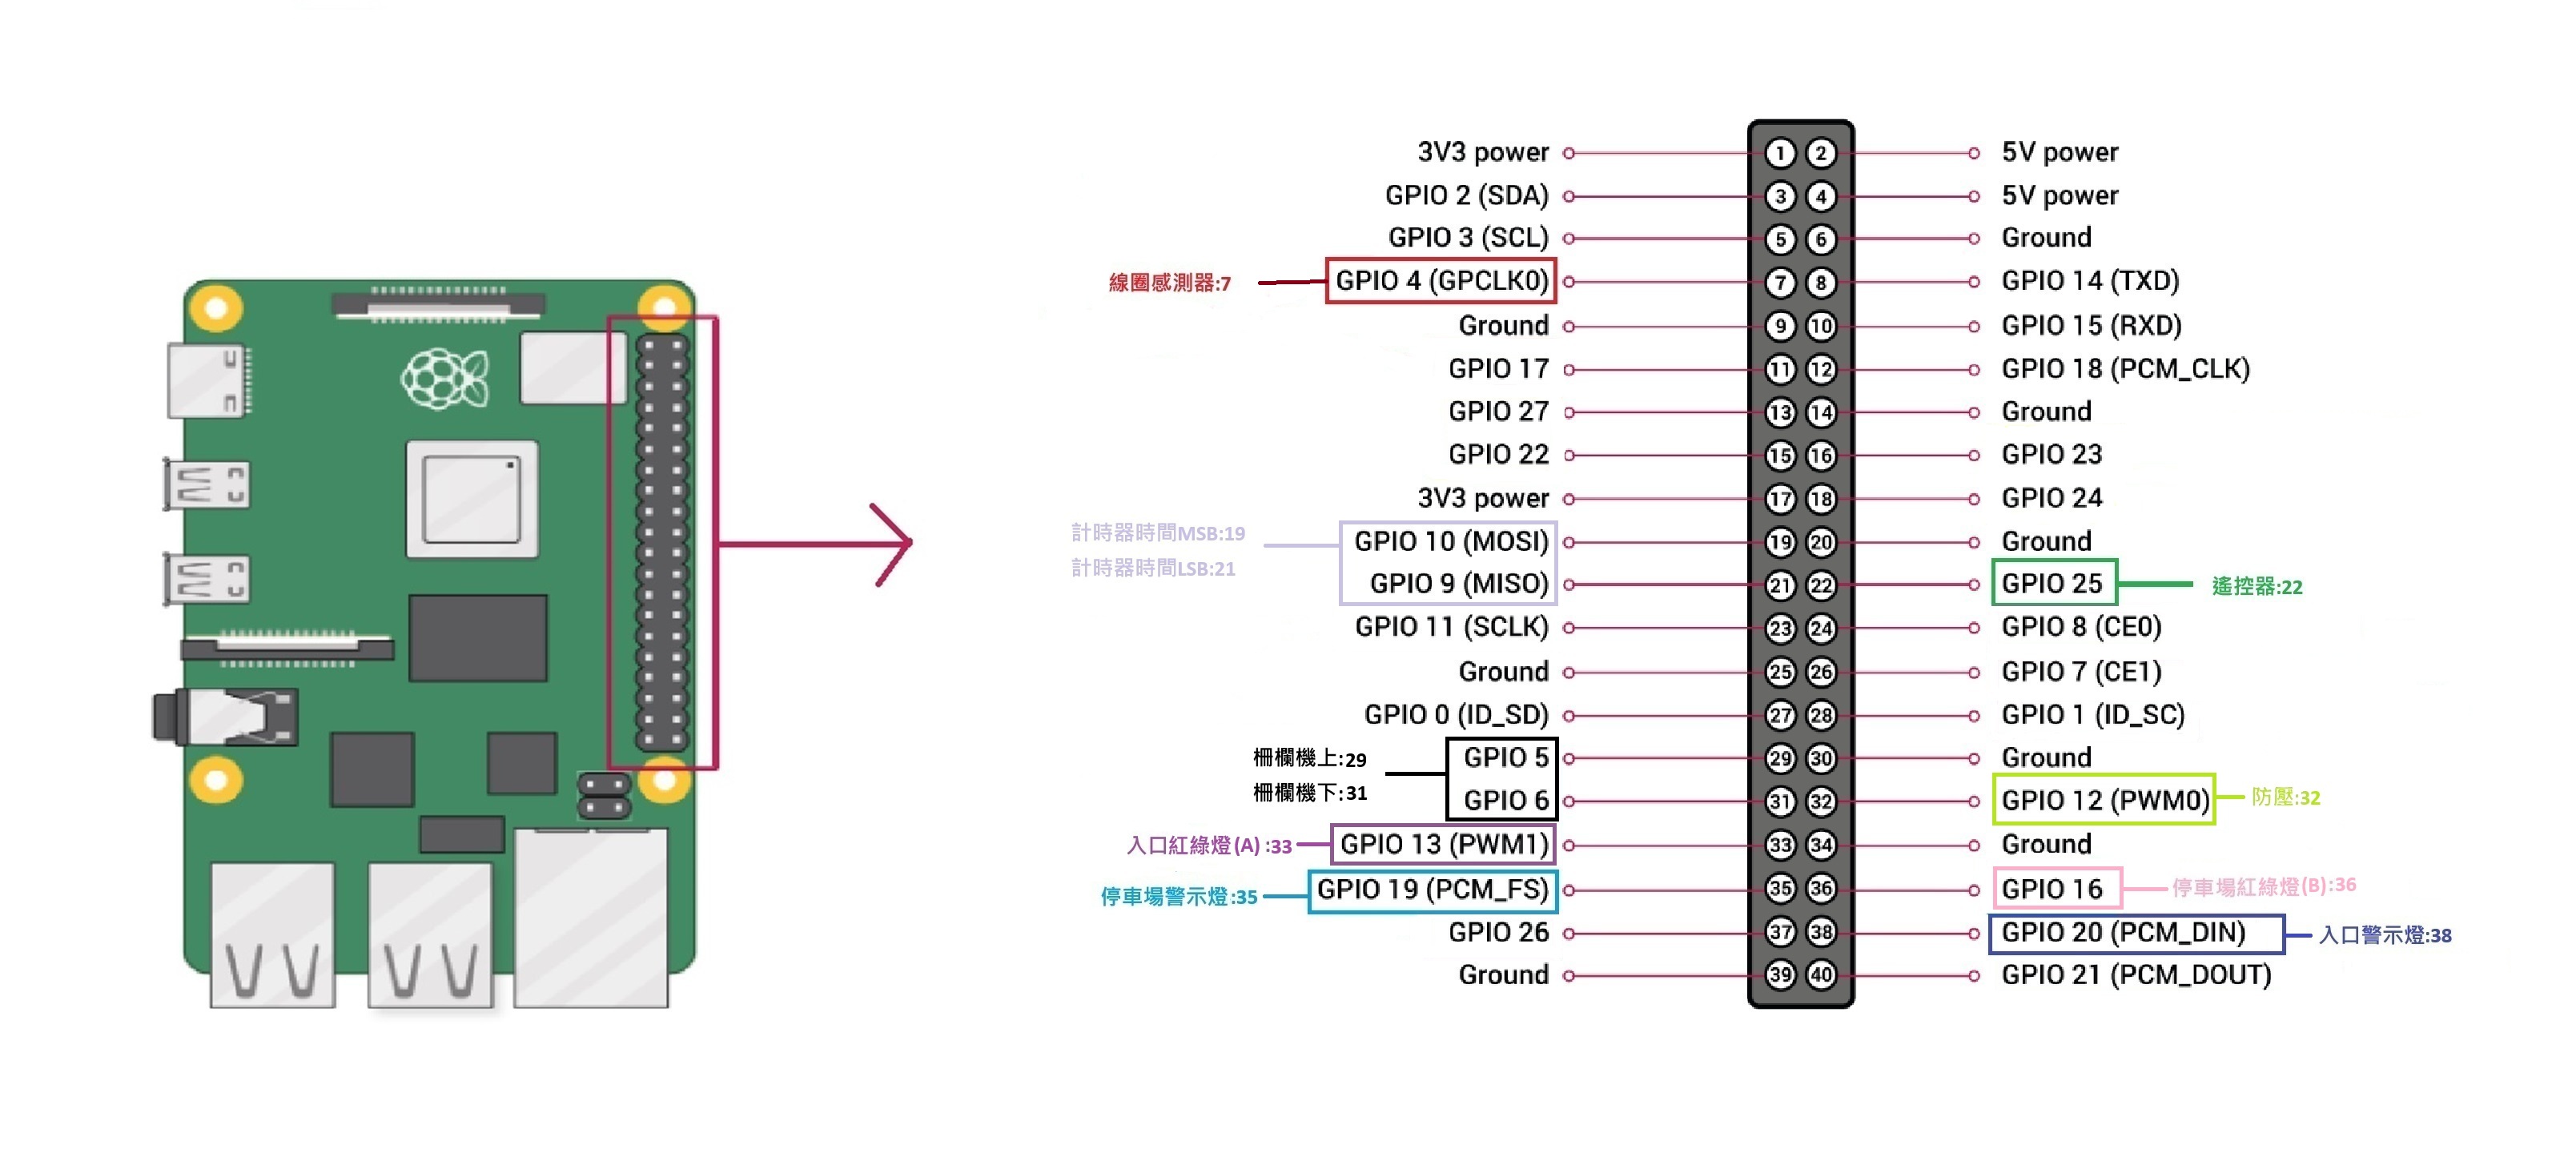 3V3 power 1 2 5V power
GPIO 2 (SDA) 3 4 5V power
GPIO 3 (SCL) 5 6 Ground
線圈感測器:7 GPIO 4 (GPCLK0) 7 8 GPIO 14 (TXD)
Ground 9 10 GPIO 15 (RXD)
GPIO 17 11 12 GPIO 18 (PCM_CLK)
GPIO 27 13 14 Ground
GPIO 22 15 16 GPIO 23
3V3 power 17 18 GPIO 24
計時器時間MSB:19 GPIO 10 (MOSI) 19 20 Ground
計時器時間LSB:21 GPIO 9 (MISO) 21 22 GPIO 25 遙控器:22
GPIO 11 (SCLK) 23 24 GPIO 8 (CE0)
Ground 25 26 GPIO 7 (CE1)
GPIO 0 (ID_SD) 27 28 GPIO 1 (ID_SC)
柵欄機上:29 GPIO 5 29 30 Ground
柵欄機下:31 GPIO 6 31 32 GPIO 12 (PWM0) 防壓:32
入口紅綠燈(A) :33 GPIO 13 (PWM1) 33 34 Ground
停車場警示燈:35 GPIO 19 (PCM_FS) 35 36 GPIO 16 停車場紅綠燈(B):36
GPIO 26 37 38 GPIO 20 (PCM_DIN) 入口警示燈:38
Ground 39 40 GPIO 21 (PCM_DOUT)